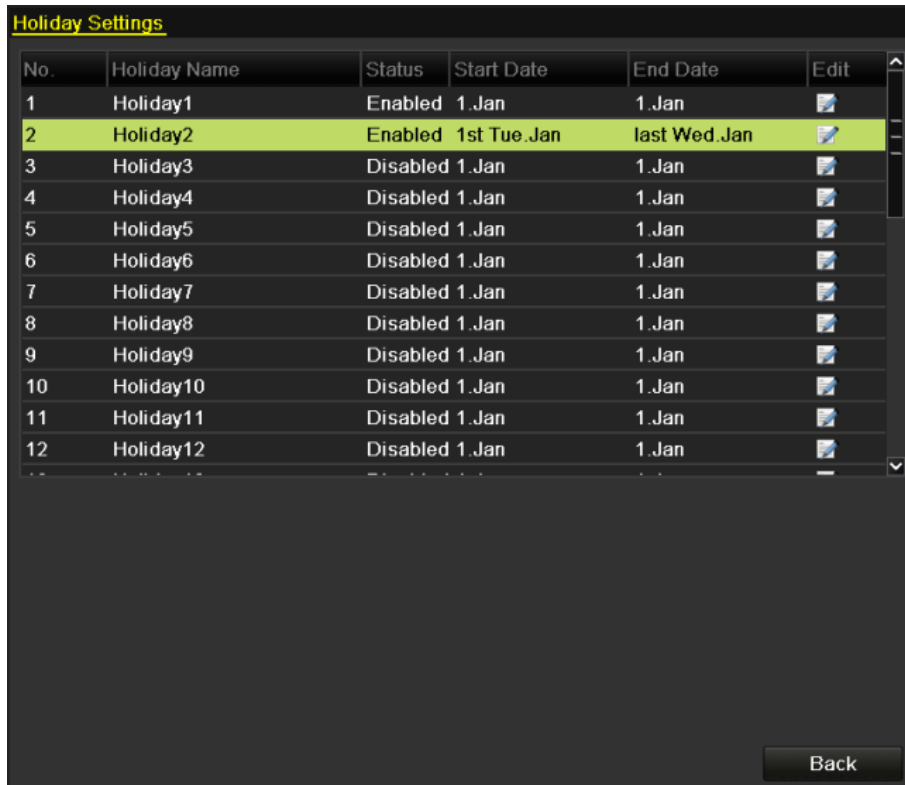 Holiday Settings
No. Holiday Name Status Start Date End Date Edit
1 Holiday1 Enabled 1.Jan 1.Jan
2 Holiday2 Enabled 1st Tue.Jan last Wed.Jan
3 Holiday3 Disabled 1.Jan 1.Jan
4 Holiday4 Disabled 1.Jan 1.Jan
5 Holiday5 Disabled 1.Jan 1.Jan
6 Holiday6 Disabled 1.Jan 1.Jan
7 Holiday7 Disabled 1.Jan 1.Jan
8 Holiday8 Disabled 1.Jan 1.Jan
9 Holiday9 Disabled 1.Jan 1.Jan
10 Holiday10 Disabled 1.Jan 1.Jan
11 Holiday11 Disabled 1.Jan 1.Jan
12 Holiday12 Disabled 1.Jan 1.Jan
Back